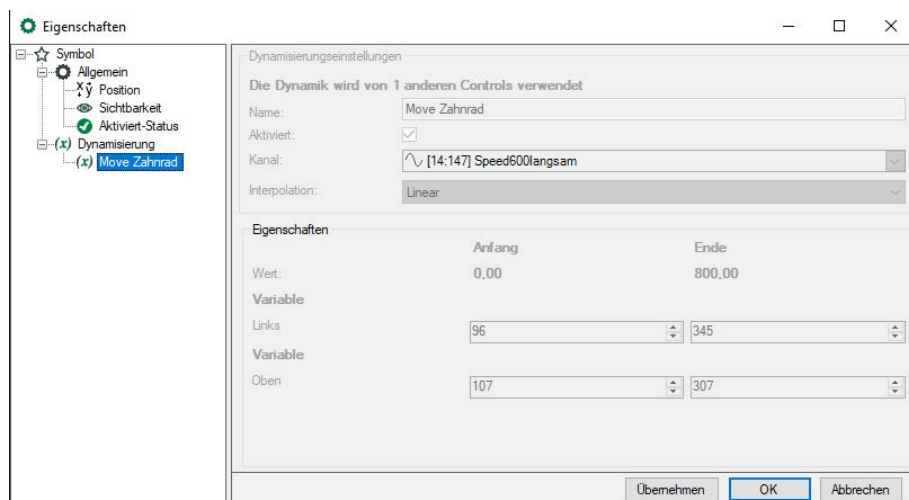 Eigenschaften
Symbol
Allgemein
Position
Sichtbarkeit
Aktiviert-Status
(x) Dynamisierung
(x) Move Zahnrad
Dynamisierungseinstellungen
Die Dynamik wird von 1 anderen Controls verwendet
Name: Move Zahnrad
Aktiviert:
Kanal: [14:147] Speed600langsam
Interpolation: Linear
Eigenschaften
Anfang Ende
Wert: 0,00 800,00
Variable
Links 96 345
Variable
Oben 107 307
Übernehmen OK Abbrechen